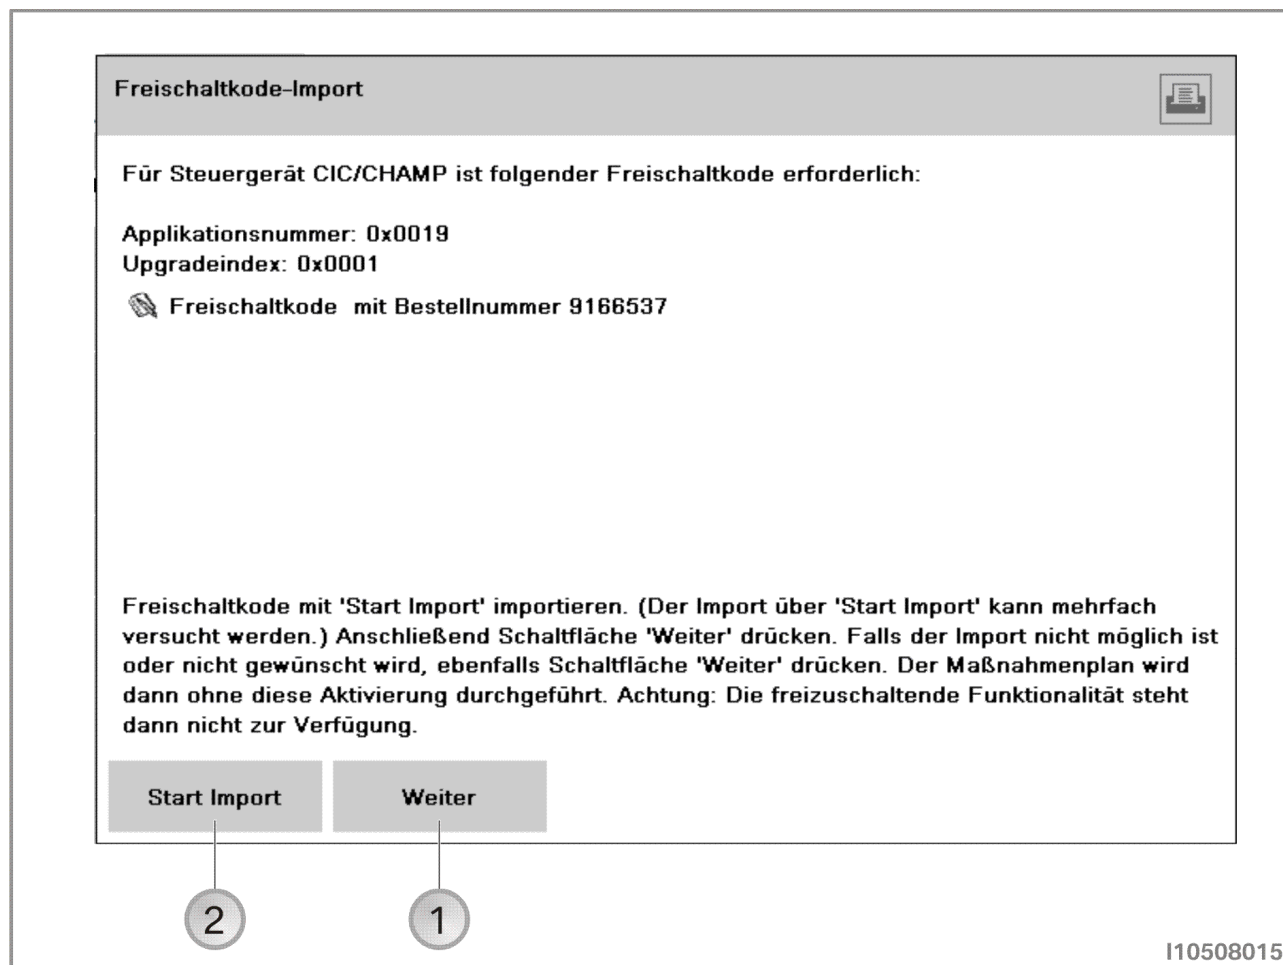 Freischaltkode-Import
Für Steuergerät CIC/CHAMP ist folgender Freischaltkode erforderlich:
Applikationsnummer: 0x0019
Upgradeindex: 0x0001
Freischaltkode mit Bestellnummer 9166537
Freischaltkode mit 'Start Import' importieren. (Der Import über 'Start Import' kann mehrfach
versucht werden.) Anschließend Schaltfläche 'Weiter' drücken. Falls der Import nicht möglich ist
oder nicht gewünscht wird, ebenfalls Schaltfläche 'Weiter' drücken. Der Maßnahmenplan wird
dann ohne diese Aktivierung durchgeführt. Achtung: Die freizuschaltende Funktionalität steht
dann nicht zur Verfügung.
Start Import Weiter
2 1
I10508015